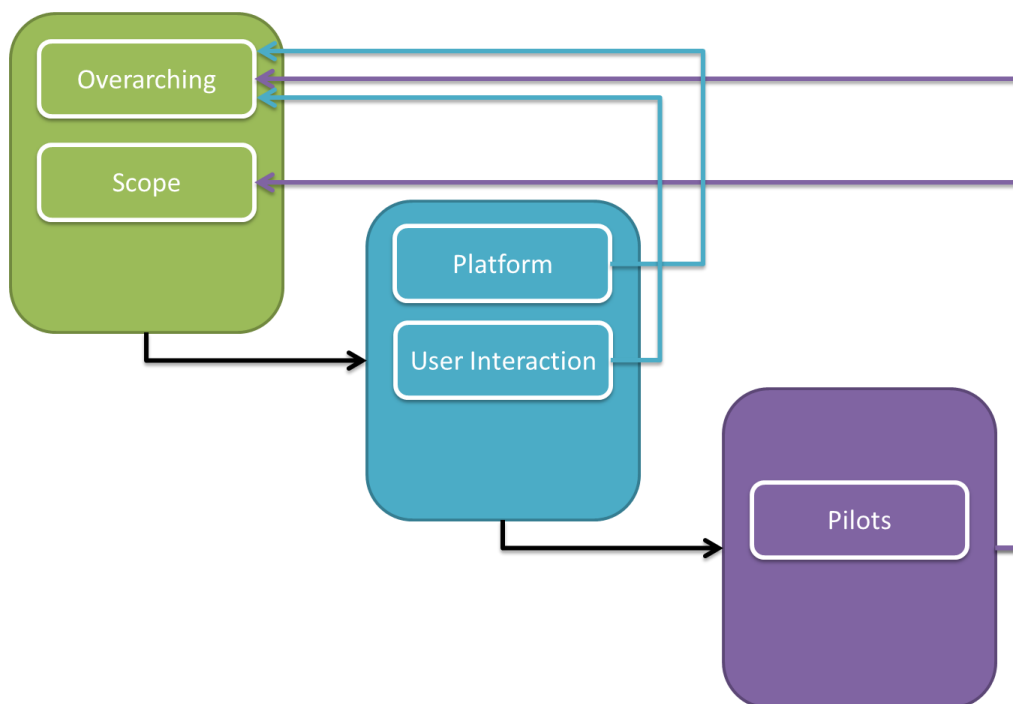 Overarching
Scope
Platform
User Interaction
Pilots